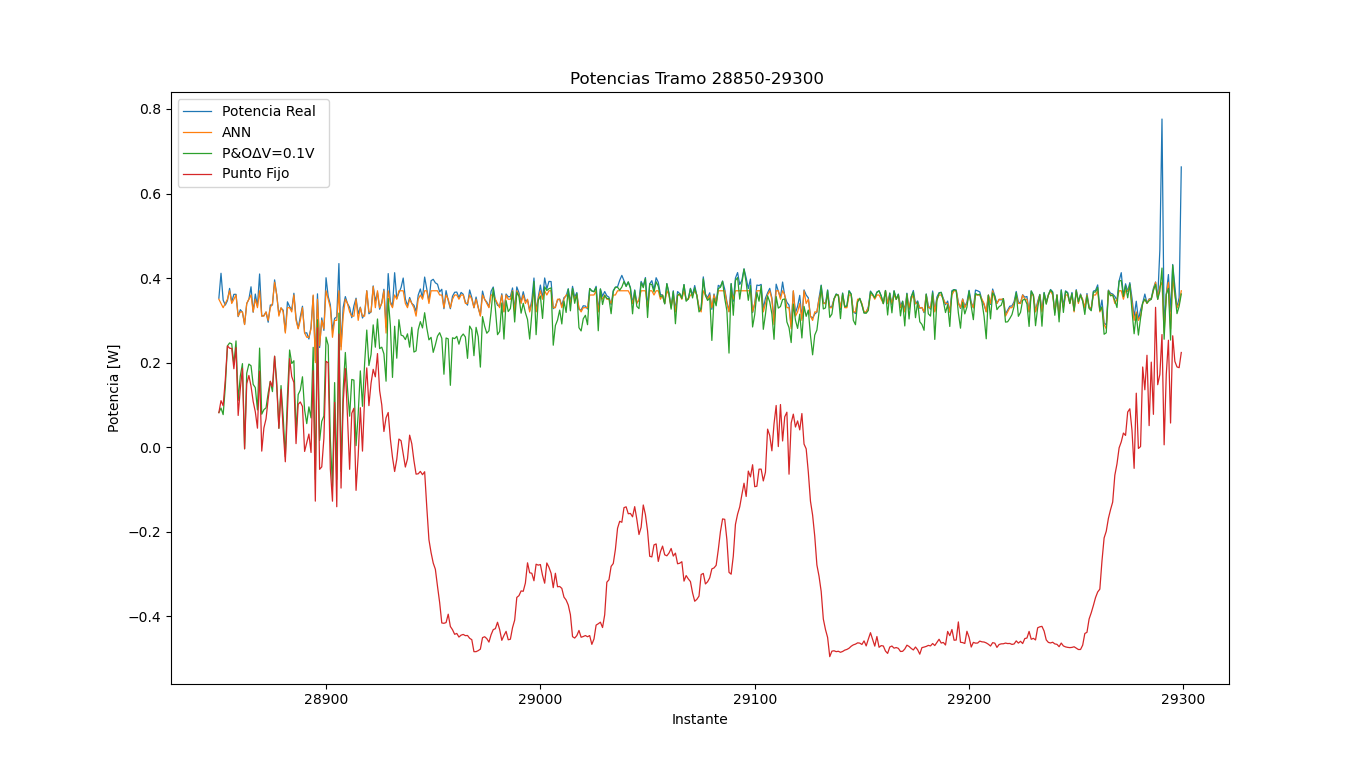 Potencias Tramo 28850-29300
Potencia Real
ANN
P&OΔV=0.1V
Punto Fijo
0.8
0.6
0.4
0.2
0.0
−0.2
−0.4
Potencia [W]
28900 29000 29100 29200 29300
Instante